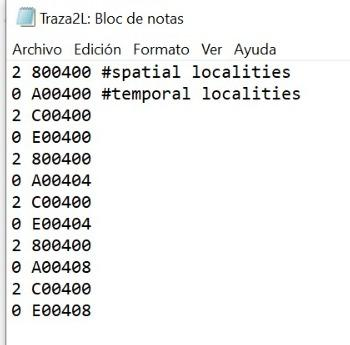 Traza2L: Bloc de notas
Archivo Edición Formato Ver Ayuda
2 800400 #spatial localities
0 A00400 #temporal localities
2 C00400
0 E00400
2 800400
0 A00404
2 C00400
0 E00404
2 800400
0 A00408
2 C00400
0 E00408